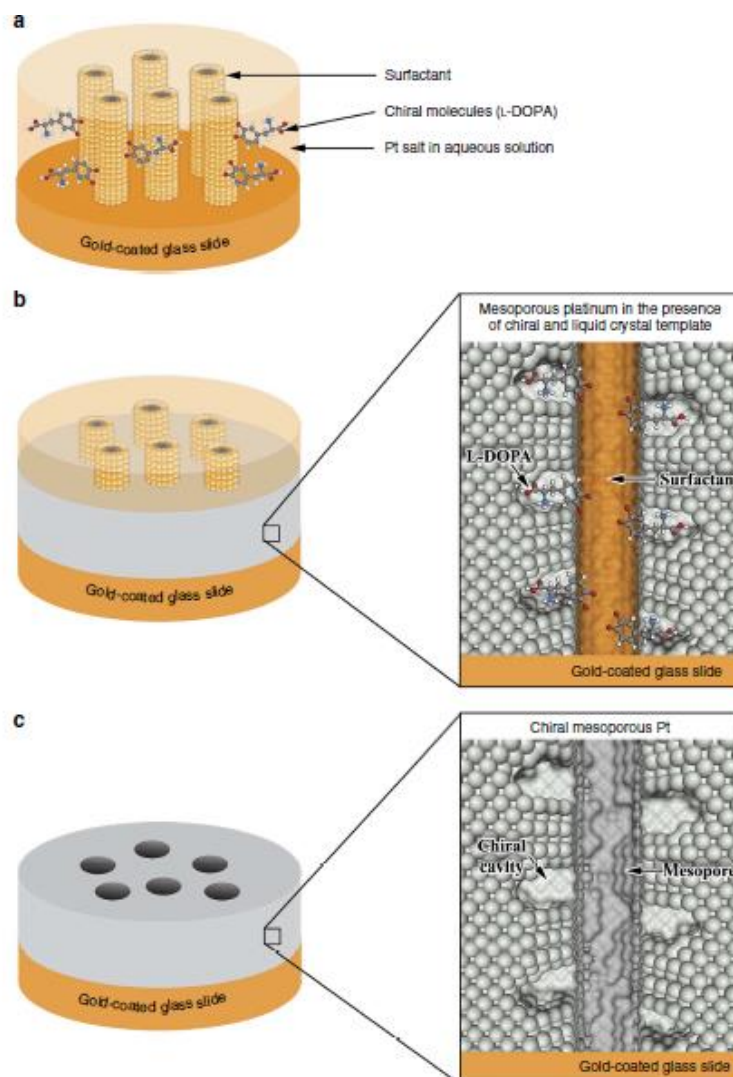 a
Surfactant
Chiral molecules (L-DOPA)
Pt salt in aqueous solution
Gold-coated glass slide
b
Mesoporous platinum in the presence
of chiral and liquid crystal template
L-DOPA
Surfactan
Gold-coated glass slide
Gold-coated glass slide
c
Chiral mesoporous Pt
Chiral
cavity
Mesopore
Gold-coated glass slide
Gold-coated glass slide